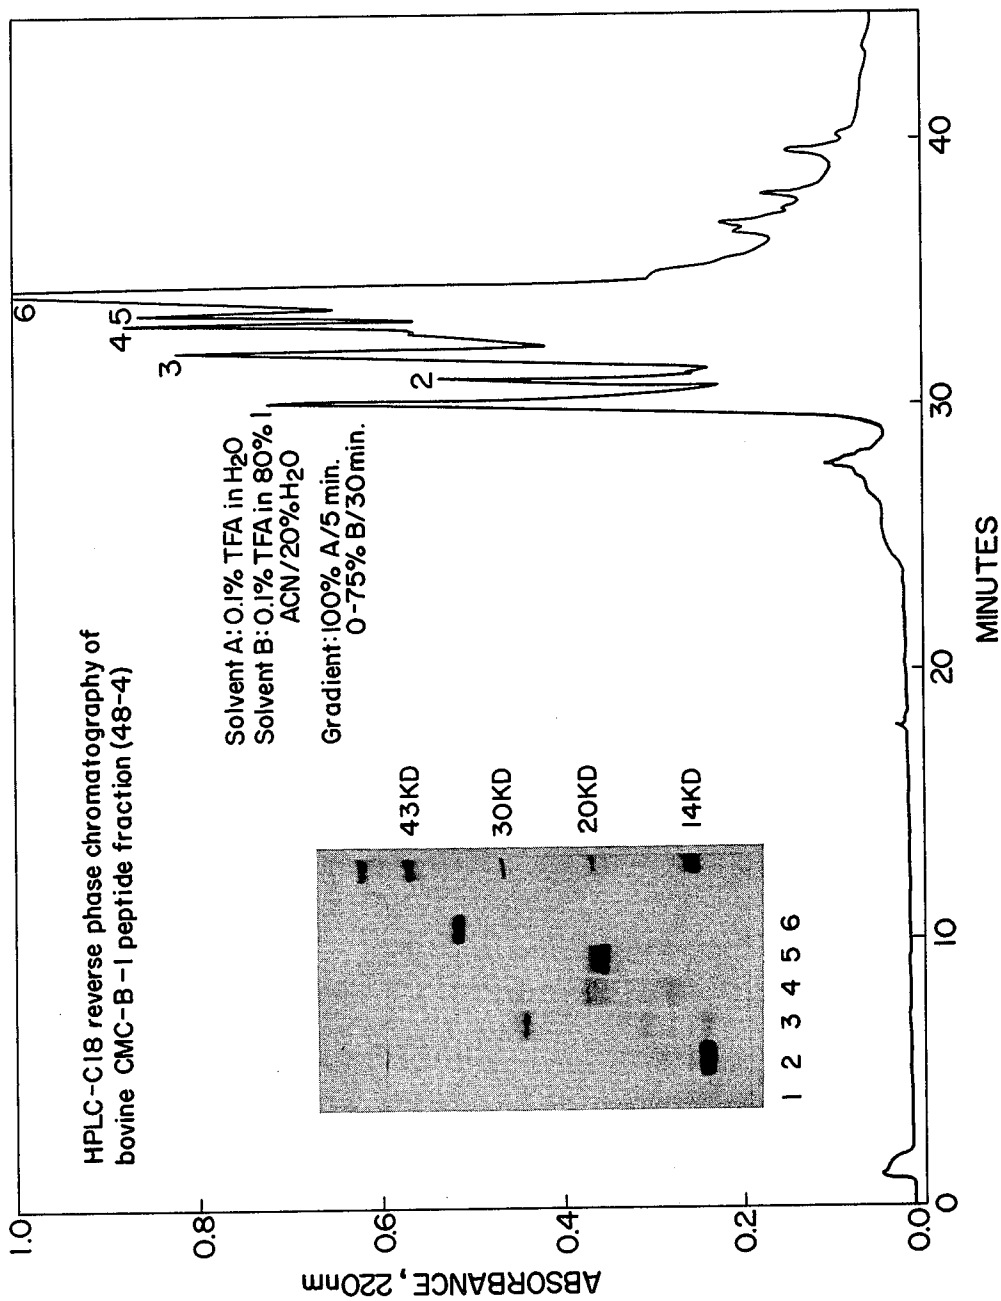 HPLC-C18 reverse phase chromatography of
bovine CMC-B-1 peptide fraction (48-4)
Solvent A: 0.1% TFA in H2O
Solvent B: 0.1% TFA in 80%
ACN/20%H2O
Gradient: 100% A/5 min.
0-75% B/30min.
1
2
3
4
5
6
43KD
30KD
20KD
14KD
1 2 3 4 5 6
1.0
0.8
0.6
0.4
0.2
0.0
ABSORBANCE, 220nm
0 10 20 30 40
MINUTES